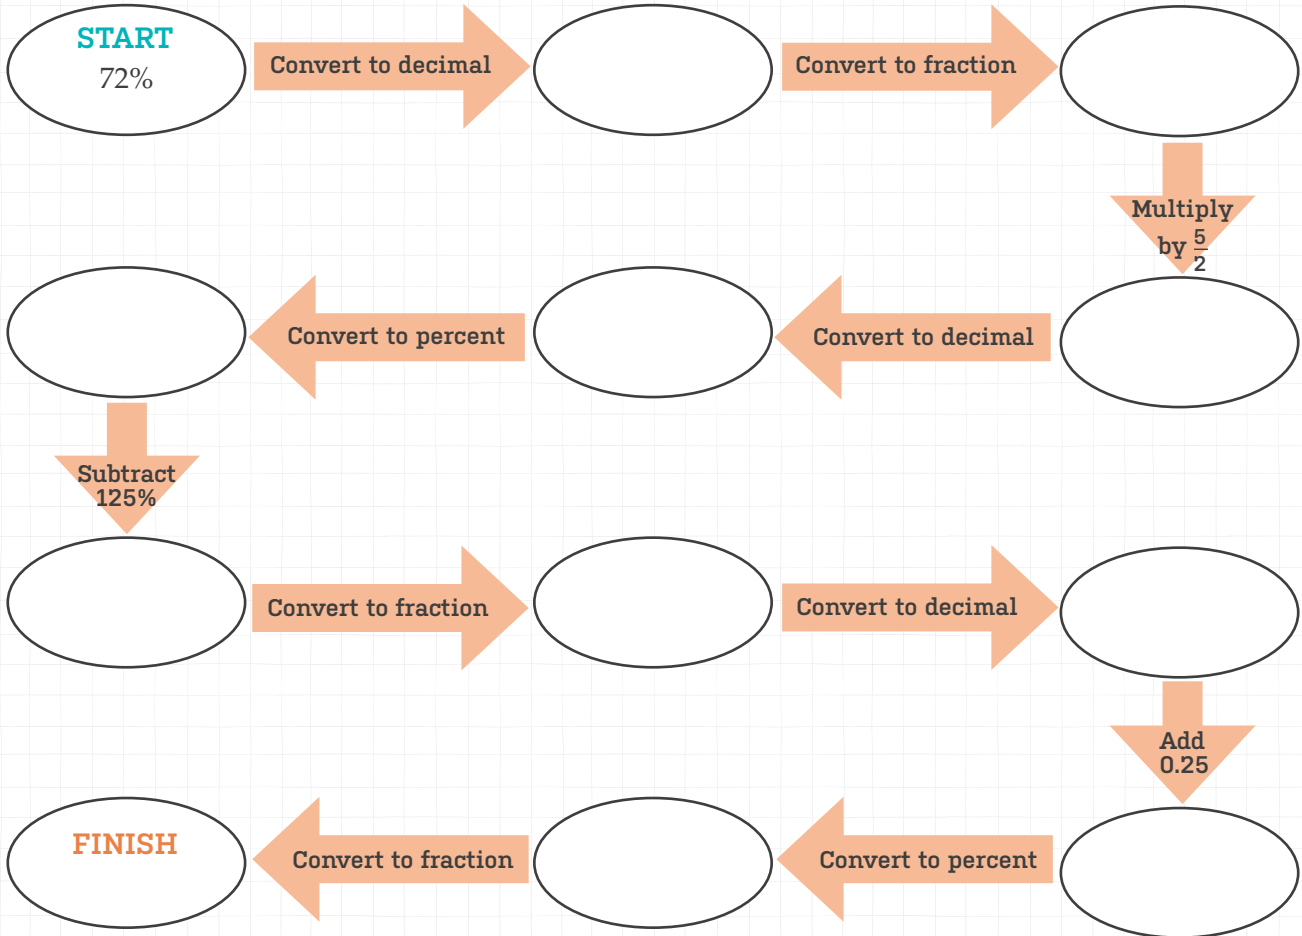 START
72%
Convert to decimal
Convert to fraction
Multiply
by 5/2
Convert to decimal
Convert to percent
Subtract
125%
Convert to fraction
Convert to decimal
Add
0.25
Convert to percent
Convert to fraction
FINISH